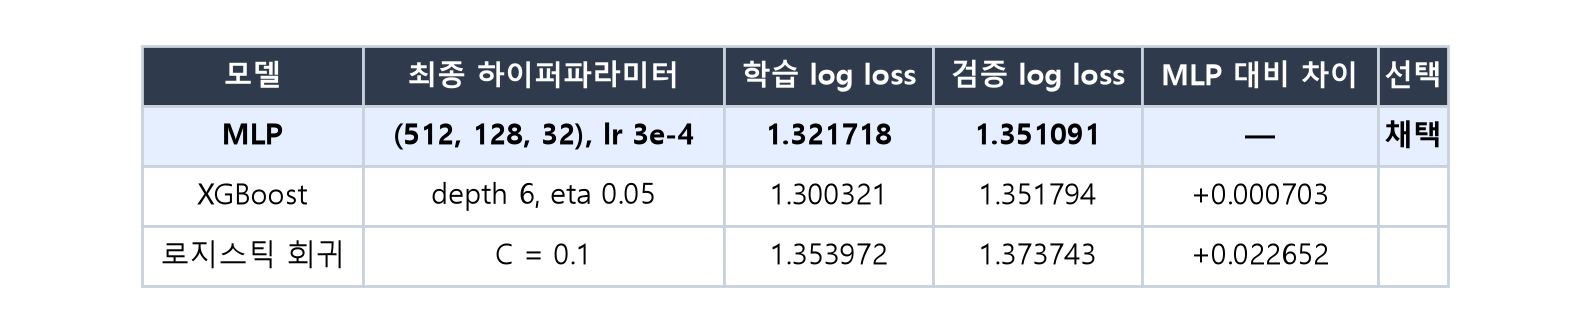 모델 최종 하이퍼파라미터 학습 log loss 검증 log loss MLP 대비 차이 선택
MLP (512, 128, 32), lr 3e-4 1.321718 1.351091 — 채택
XGBoost depth 6, eta 0.05 1.300321 1.351794 +0.000703
로지스틱 회귀 C = 0.1 1.353972 1.373743 +0.022652